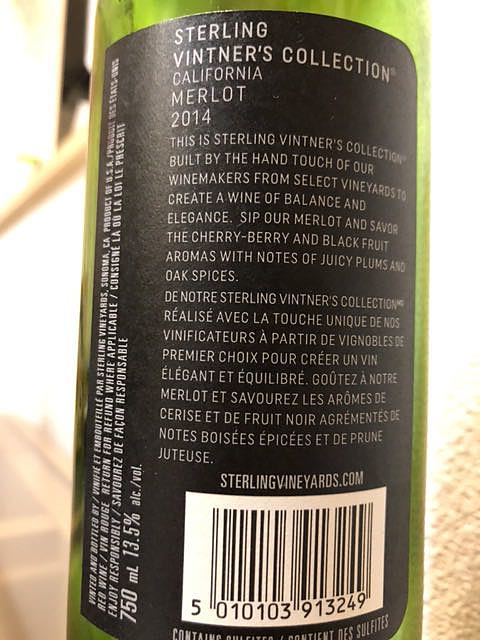 STERLING
VINTNER'S COLLECTION®
CALIFORNIA
MERLOT
2014
THIS IS STERLING VINTNER'S COLLECTION®
BUILT BY THE HAND TOUCH OF OUR
WINEMAKERS FROM SELECT VINEYARDS TO
CREATE A WINE OF BALANCE AND
ELEGANCE. SIP OUR MERLOT AND SAVOR
THE CHERRY-BERRY AND BLACK FRUIT
AROMAS WITH NOTES OF JUICY PLUMS AND
OAK SPICES.
DE NOTRE STERLING VINTNER'S COLLECTION
RÉALISÉ AVEC LA TOUCHE UNIQUE DE NOS
VINIFICATEURS À PARTIR DE VIGNOBLES DE
PREMIER CHOIX POUR CRÉER UN VIN
ÉLÉGANT ET ÉQUILIBRÉ. GOÛTEZ À NOTRE
MERLOT ET SAVOUREZ LES ARÔMES DE
CERISE ET DE FRUIT NOIR AGRÉMENTÉS DE
NOTES BOISÉES ÉPICÉES ET DE PRUNE
JUTEUSE.
STERLINGVINEYARDS.COM
5 010103 913249
CONTAINS SULFITES / CONTIENT DES SULFITES
VINTED AND BOTTLED BY / VINIFIÉ ET EMBOUTEILLÉ PAR STERLING VINEYARDS, SONOMA, CA PRODUCT OF U.S.A./PRODUIT DES ÉTATS-UNIS
RED WINE / VIN ROUGE RETURN FOR REFUND WHERE APPLICABLE / CONSIGNÉ LÀ OÙ LA LOI LE PRESCRIT
ENJOY RESPONSIBLY / SAVOUREZ DE FAÇON RESPONSABLE
750 mL 13.5% alc./vol.